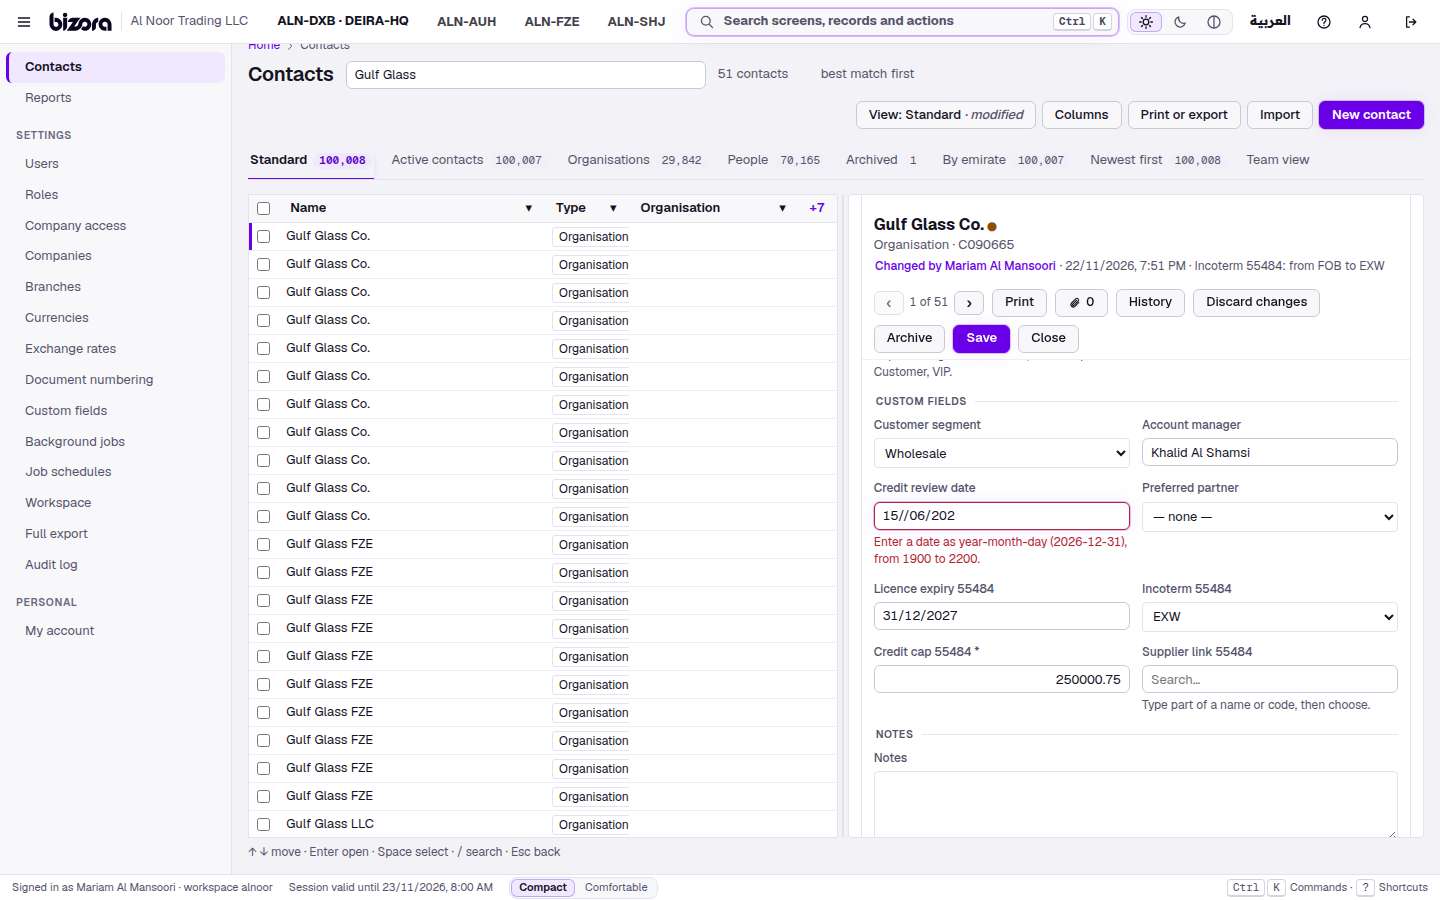 bizora Al Noor Trading LLC ALN-DXB · DEIRA-HQ ALN-AUH ALN-FZE ALN-SHJ Search screens, records and actions Ctrl K العربية
Home > Contacts
Contacts
Reports
SETTINGS
Users
Roles
Company access
Companies
Branches
Currencies
Exchange rates
Document numbering
Custom fields
Background jobs
Job schedules
Workspace
Full export
Audit log
PERSONAL
My account
Contacts Gulf Glass 51 contacts best match first
View: Standard · modified Columns Print or export Import New contact
Standard 100,008 Active contacts 100,007 Organisations 29,842 People 70,165 Archived 1 By emirate 100,007 Newest first 100,008 Team view
Name Type Organisation +7
Gulf Glass Co. Organisation
Gulf Glass Co. Organisation
Gulf Glass Co. Organisation
Gulf Glass Co. Organisation
Gulf Glass Co. Organisation
Gulf Glass Co. Organisation
Gulf Glass Co. Organisation
Gulf Glass Co. Organisation
Gulf Glass Co. Organisation
Gulf Glass Co. Organisation
Gulf Glass Co. Organisation
Gulf Glass FZE Organisation
Gulf Glass FZE Organisation
Gulf Glass FZE Organisation
Gulf Glass FZE Organisation
Gulf Glass FZE Organisation
Gulf Glass FZE Organisation
Gulf Glass FZE Organisation
Gulf Glass FZE Organisation
Gulf Glass FZE Organisation
Gulf Glass FZE Organisation
Gulf Glass LLC Organisation
Gulf Glass Co.
Organisation · C090665
Changed by Mariam Al Mansoori · 22/11/2026, 7:51 PM · Incoterm 55484: from FOB to EXW
1 of 51 Print 0 History Discard changes
Archive Save Close
Customer, VIP.
CUSTOM FIELDS
Customer segment Account manager
Wholesale Khalid Al Shamsi
Credit review date Preferred partner
15//06/202 — none —
Enter a date as year-month-day (2026-12-31),
from 1900 to 2200.
Licence expiry 55484 Incoterm 55484
31/12/2027 EXW
Credit cap 55484 * Supplier link 55484
250000.75 Search...
Type part of a name or code, then choose.
NOTES
Notes
↑ ↓ move · Enter open · Space select · / search · Esc back
Signed in as Mariam Al Mansoori · workspace alnoor Session valid until 23/11/2026, 8:00 AM Compact Comfortable Ctrl K Commands · ? Shortcuts